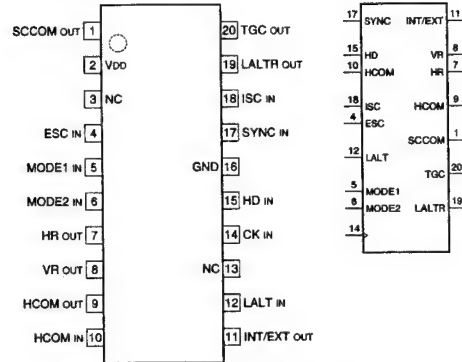 SCCOM OUT 1
2 VDD
3 NC
ESC IN 4
MODE1 IN 5
MODE2 IN 6
HR OUT 7
VR OUT 8
HCOM OUT 9
HCOM IN 10
20 TGC OUT
19 LALTR OUT
18 ISC IN
17 SYNC IN
GND 16
15 HD IN
14 CK IN
NC 13
12 LALT IN
11 INT/EXT OUT
17 SYNC INT/EXT 11
15 HD VR 8
10 HCOM HR 7
18 ISC HCOM 9
4 ESC
SCCOM 1
12 LALT
TGC 20
5 MODE1
6 MODE2 LALTR 19
14